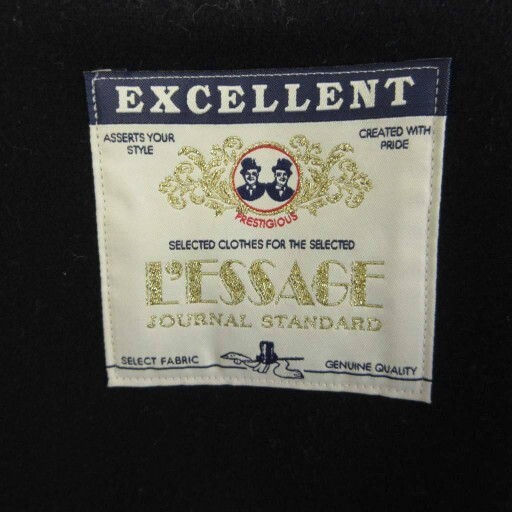 EXCELLENT
ASSERTS YOUR
STYLE
CREATED WITH
PRIDE
PRESTIGIOUS
SELECTED CLOTHES FOR THE SELECTED
L'ESSAGE
JOURNAL STANDARD
SELECT FABRIC
GENUINE QUALITY